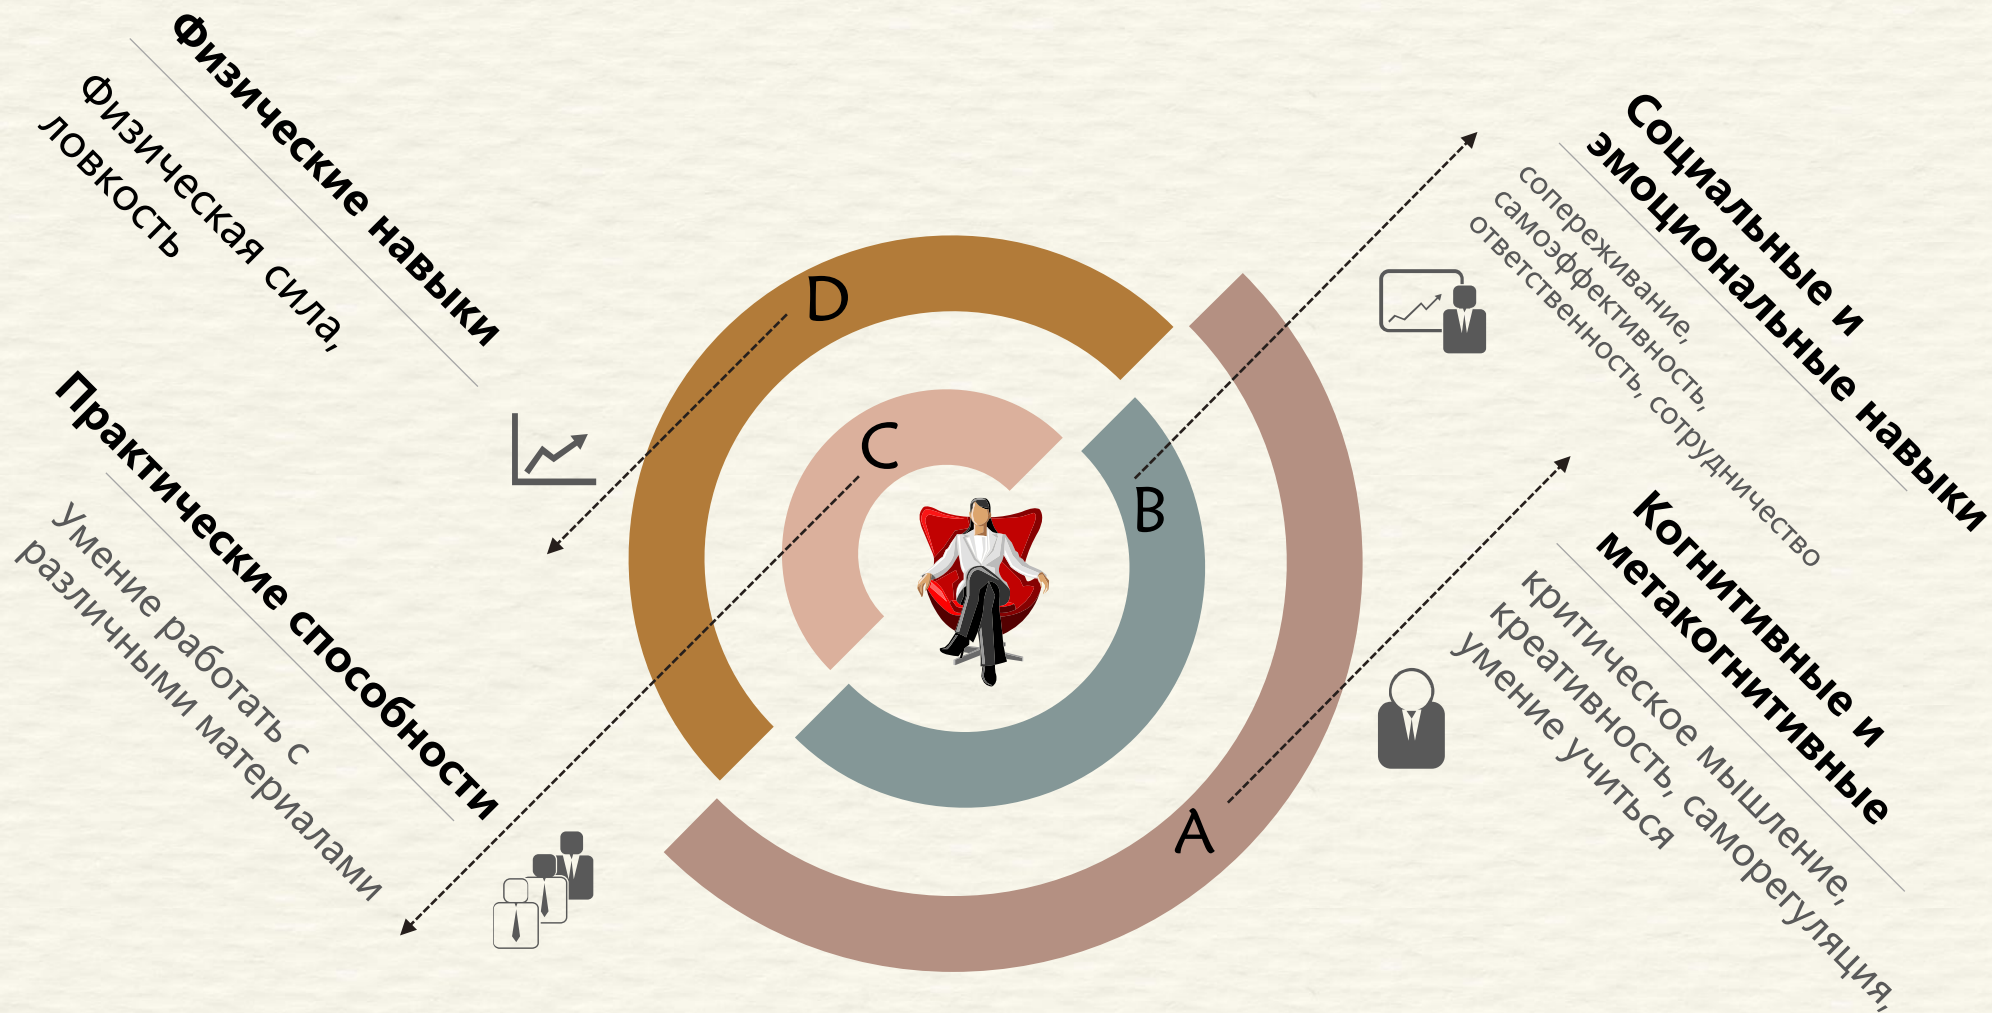 Физические навыки
Физическая сила,
ловкость
Практические способности
Умение работать с
различными материалами
D
C
B
A
Социальные и
эмоциональные навыки
сопереживание,
самоэффективность,
ответственность, сотрудничество
Когнитивные и
метакогнитивные
критическое мышление,
креативность, саморегуляция,
умение учиться